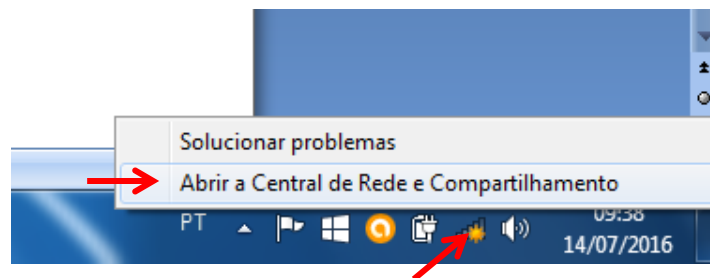 Solucionar problemas
Abrir a Central de Rede e Compartilhamento
PT
09:38
14/07/2016